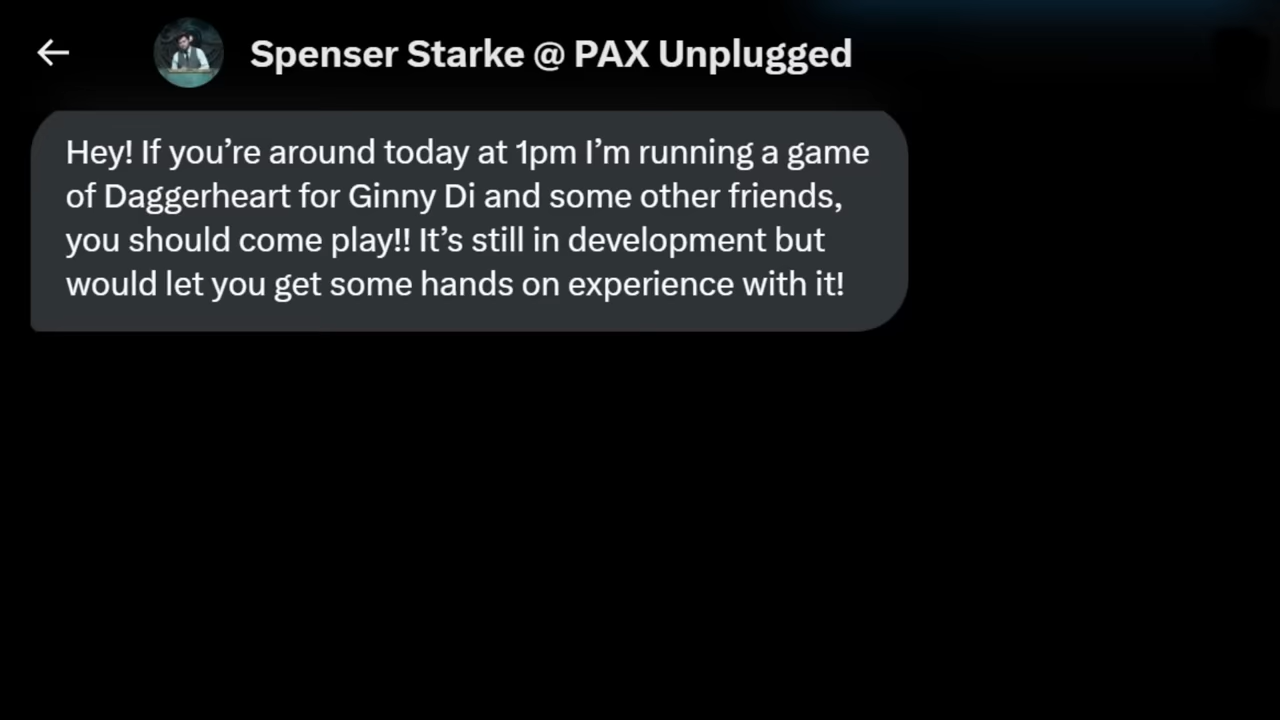 Spenser Starke @ PAX Unplugged
Hey! If you’re around today at 1pm I’m running a game
of Daggerheart for Ginny Di and some other friends,
you should come play!! It’s still in development but
would let you get some hands on experience with it!